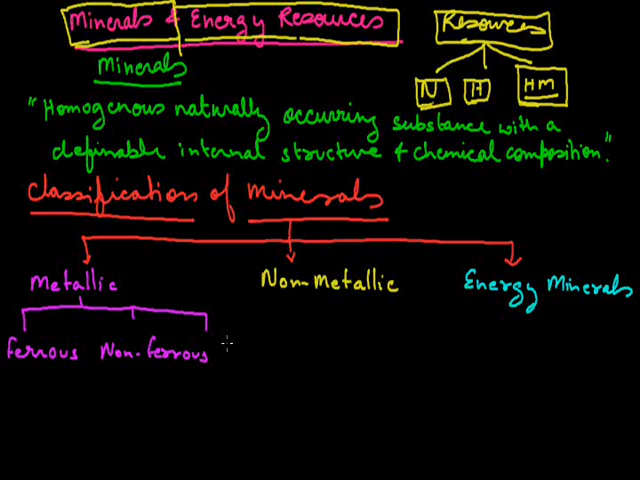 Minerals & Energy Resources
Resources
N H HM
Minerals
"Homogenous naturally occurring substance with a
definable internal structure & chemical composition."
Classification of Minerals
Metallic Non-Metallic Energy Minerals
Ferrous Non-ferrous